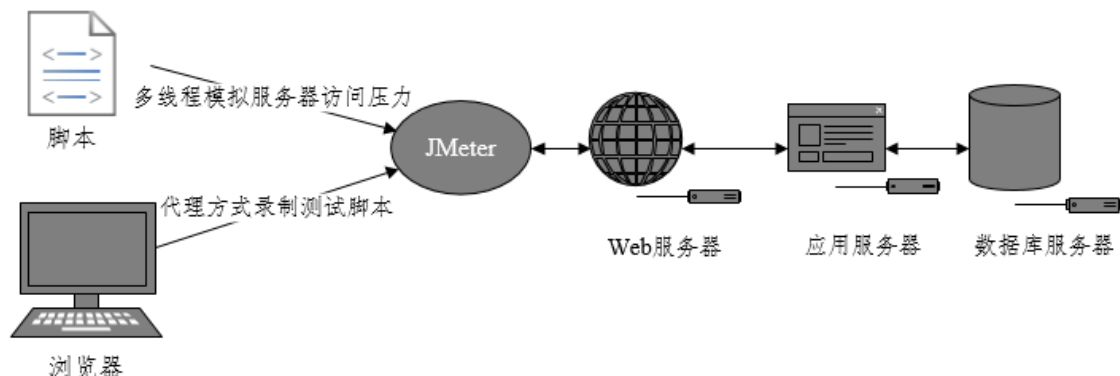 多线程模拟服务器访问压力
脚本
JMeter
代理方式录制测试脚本
Web服务器
应用服务器
数据库服务器
浏览器